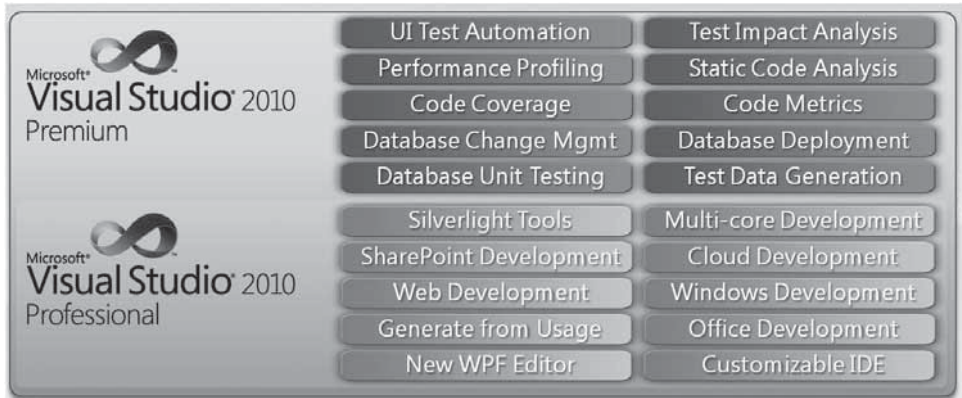 Microsoft®
Visual Studio® 2010
Premium
UI Test Automation
Test Impact Analysis
Performance Profiling
Static Code Analysis
Code Coverage
Code Metrics
Database Change Mgmt
Database Deployment
Database Unit Testing
Test Data Generation
Microsoft®
Visual Studio® 2010
Professional
Silverlight Tools
Multi-core Development
SharePoint Development
Cloud Development
Web Development
Windows Development
Generate from Usage
Office Development
New WPF Editor
Customizable IDE